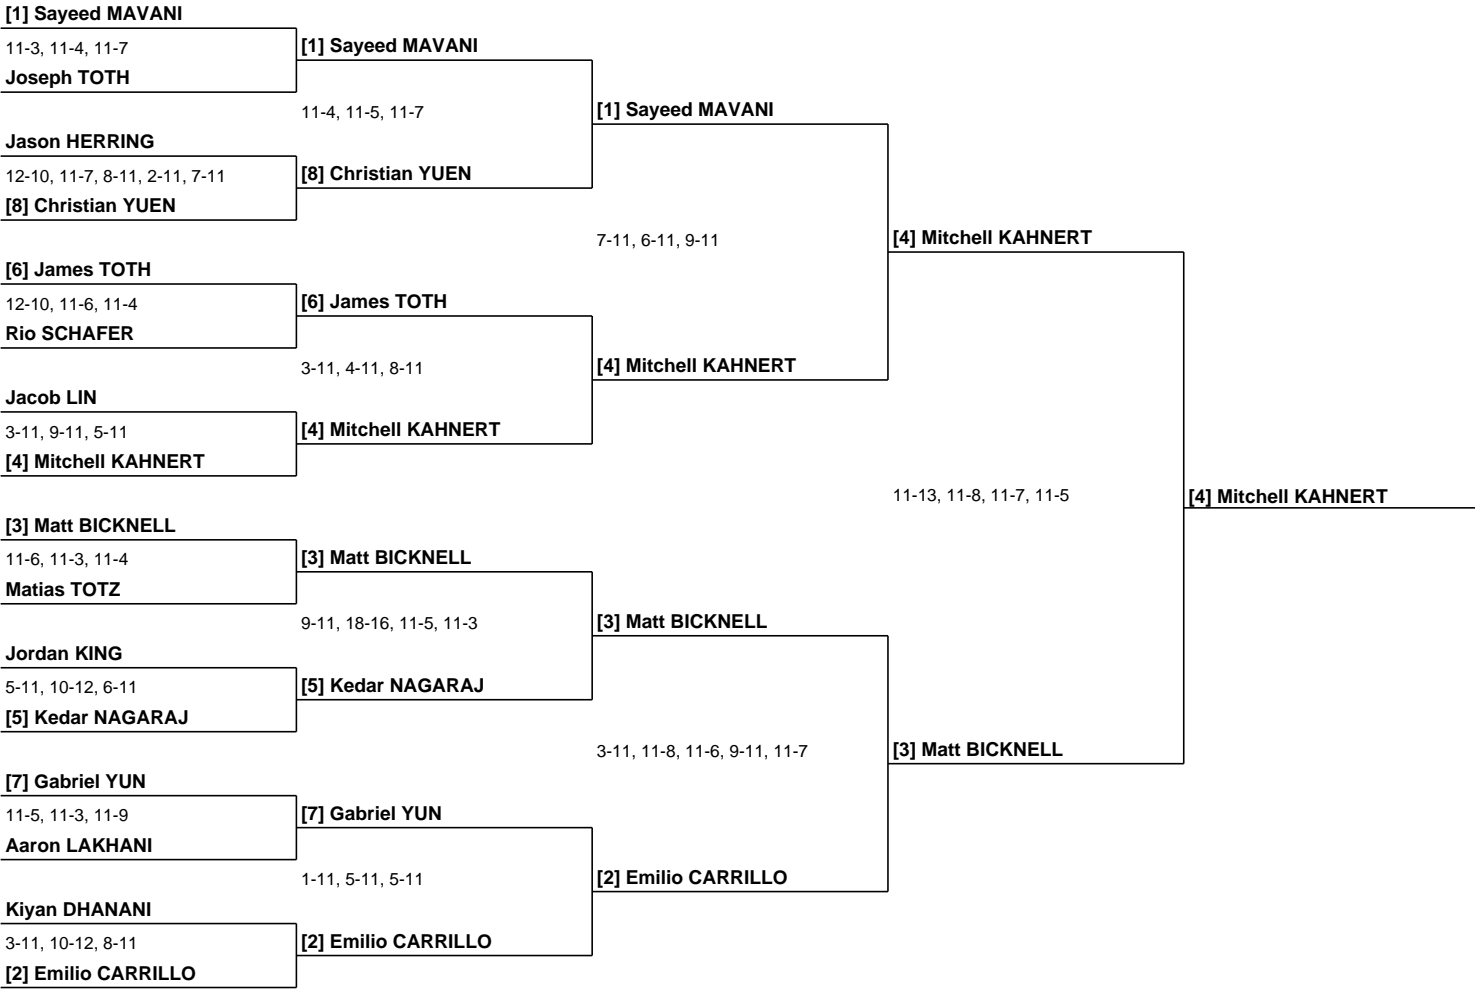 [1] Sayeed MAVANI
11-3, 11-4, 11-7
Joseph TOTH
Jason HERRING
12-10, 11-7, 8-11, 2-11, 7-11
[8] Christian YUEN
[6] James TOTH
12-10, 11-6, 11-4
Rio SCHAFER
Jacob LIN
3-11, 9-11, 5-11
[4] Mitchell KAHNERT
[3] Matt BICKNELL
11-6, 11-3, 11-4
Matias TOTZ
Jordan KING
5-11, 10-12, 6-11
[5] Kedar NAGARAJ
[7] Gabriel YUN
11-5, 11-3, 11-9
Aaron LAKHANI
Kiyan DHANANI
3-11, 10-12, 8-11
[2] Emilio CARRILLO
[1] Sayeed MAVANI
11-4, 11-5, 11-7
[8] Christian YUEN
[6] James TOTH
3-11, 4-11, 8-11
[4] Mitchell KAHNERT
[3] Matt BICKNELL
9-11, 18-16, 11-5, 11-3
[5] Kedar NAGARAJ
[7] Gabriel YUN
1-11, 5-11, 5-11
[2] Emilio CARRILLO
[1] Sayeed MAVANI
7-11, 6-11, 9-11
[4] Mitchell KAHNERT
[3] Matt BICKNELL
3-11, 11-8, 11-6, 9-11, 11-7
[2] Emilio CARRILLO
[4] Mitchell KAHNERT
11-13, 11-8, 11-7, 11-5
[3] Matt BICKNELL
[4] Mitchell KAHNERT